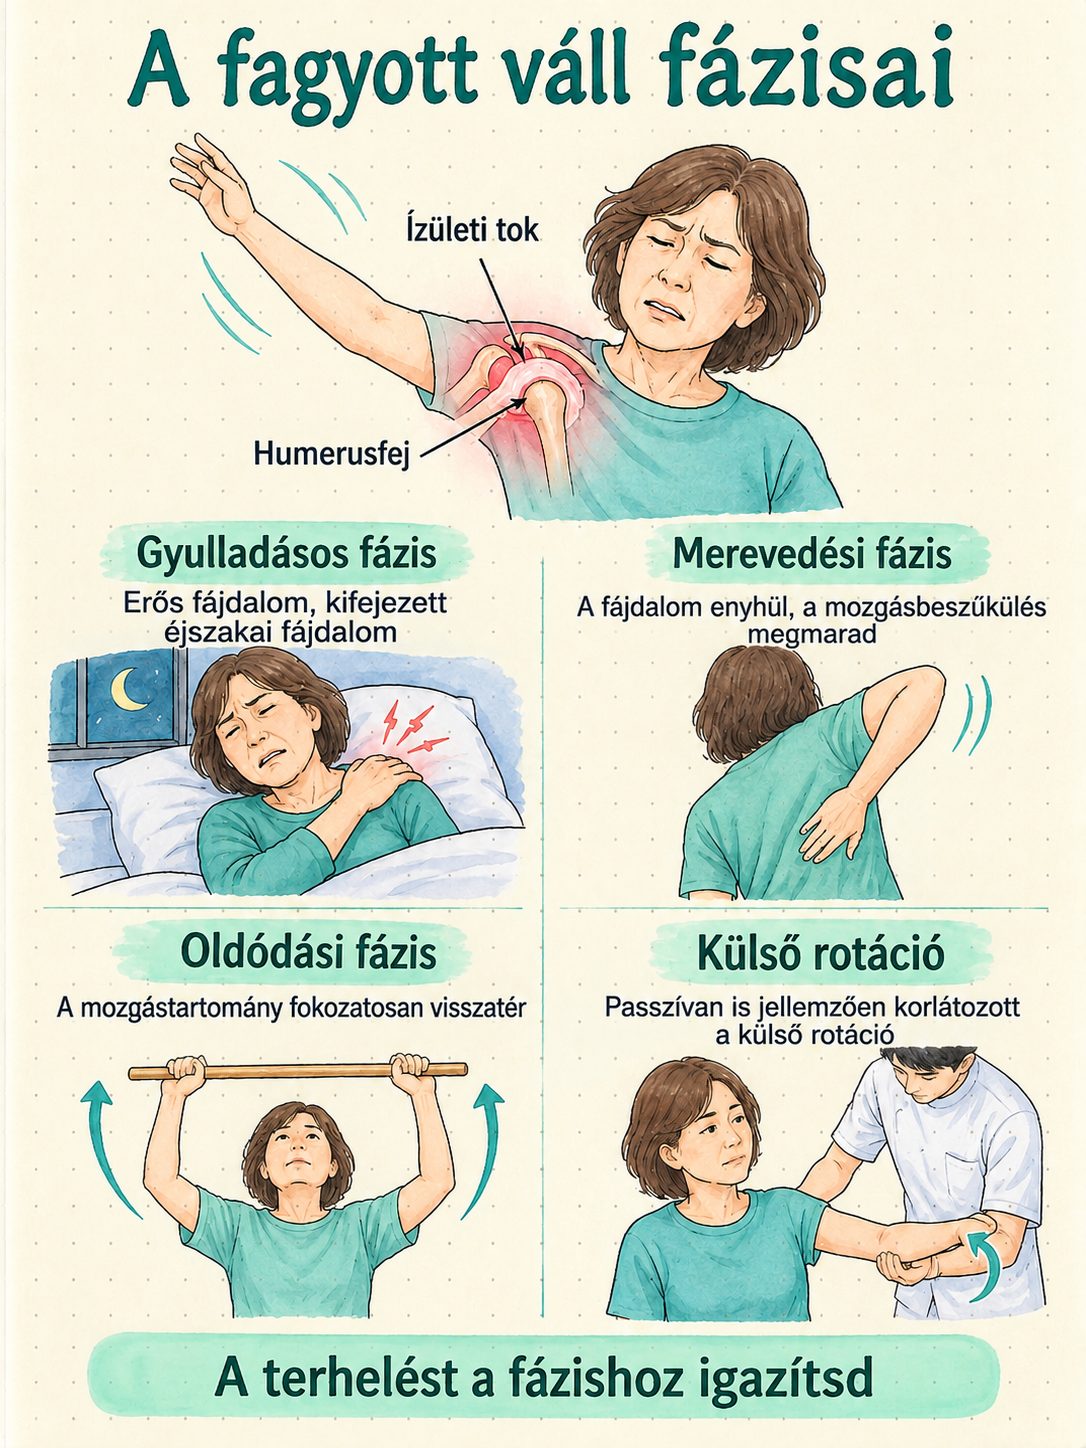 A fagyott váll fázisai
Ízületi tok
Humerusfej
Gyulladásos fázis
Erős fájdalom, kifejezett
éjszakai fájdalom
Merevedési fázis
A fájdalom enyhül, a mozgásbeszűkülés
megmarad
Oldódási fázis
A mozgástartomány fokozatosan visszatér
Külső rotáció
Passzívan is jellemzően korlátozott
a külső rotáció
A terhelést a fázishoz igazítsd